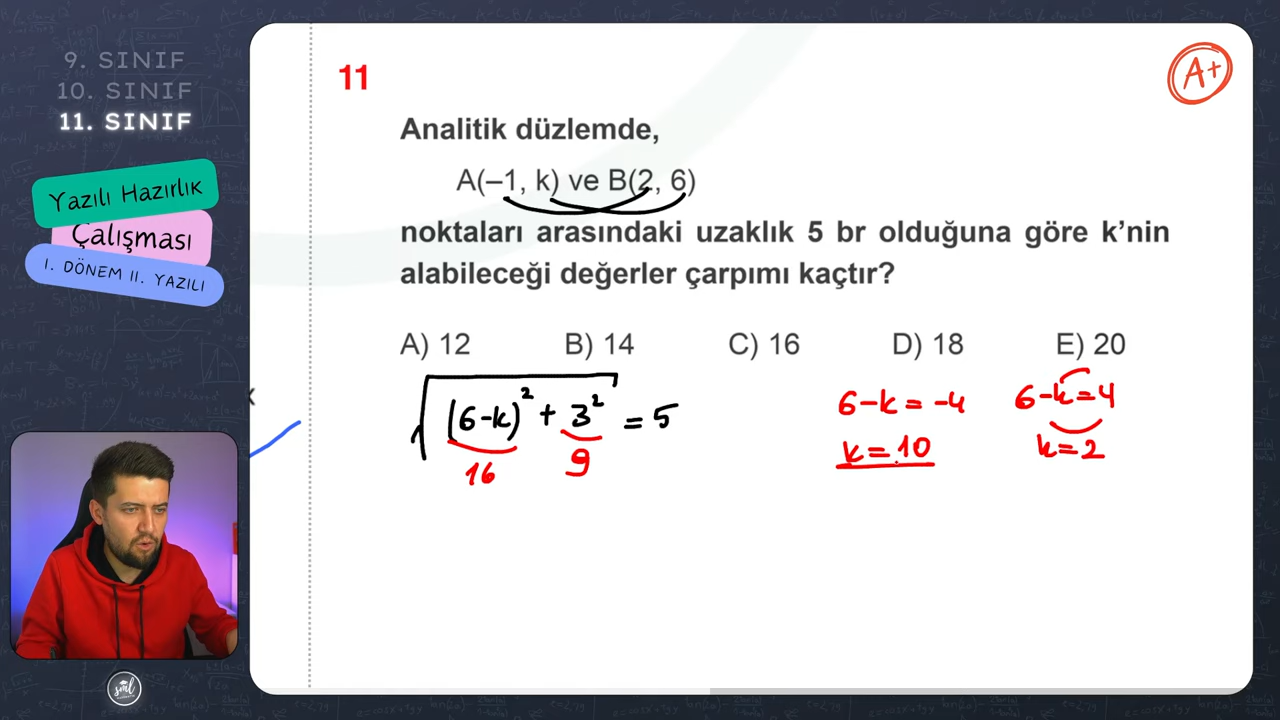 9. SINIF
10. SINIF
11. SINIF
Yazılı Hazırlık
Çalışması
I. DÖNEM II. YAZILI
11
A+
Analitik düzlemde,
A(–1, k) ve B(2, 6)
noktaları arasındaki uzaklık 5 br olduğuna göre k’nin
alabileceği değerler çarpımı kaçtır?
A) 12 B) 14 C) 16 D) 18 E) 20
√((6-k)² + 3²) = 5
16 9
6-k = -4
k = 10
6-k = 4
k = 2
sml